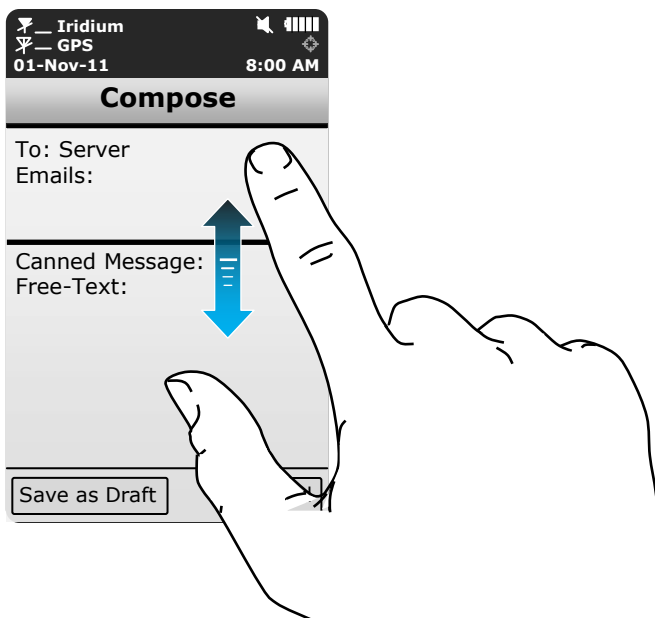 Iridium
GPS
01-Nov-11 8:00 AM
Compose
To: Server
Emails:
Canned Message:
Free-Text:
Save as Draft